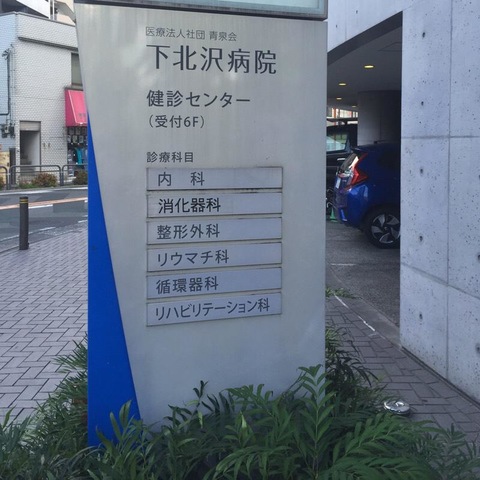 医療法人社団 青泉会
下北沢病院
健診センター
（受付6F）
診療科目
内 科
消化器科
整形外科
リウマチ科
循環器科
リハビリテーション科